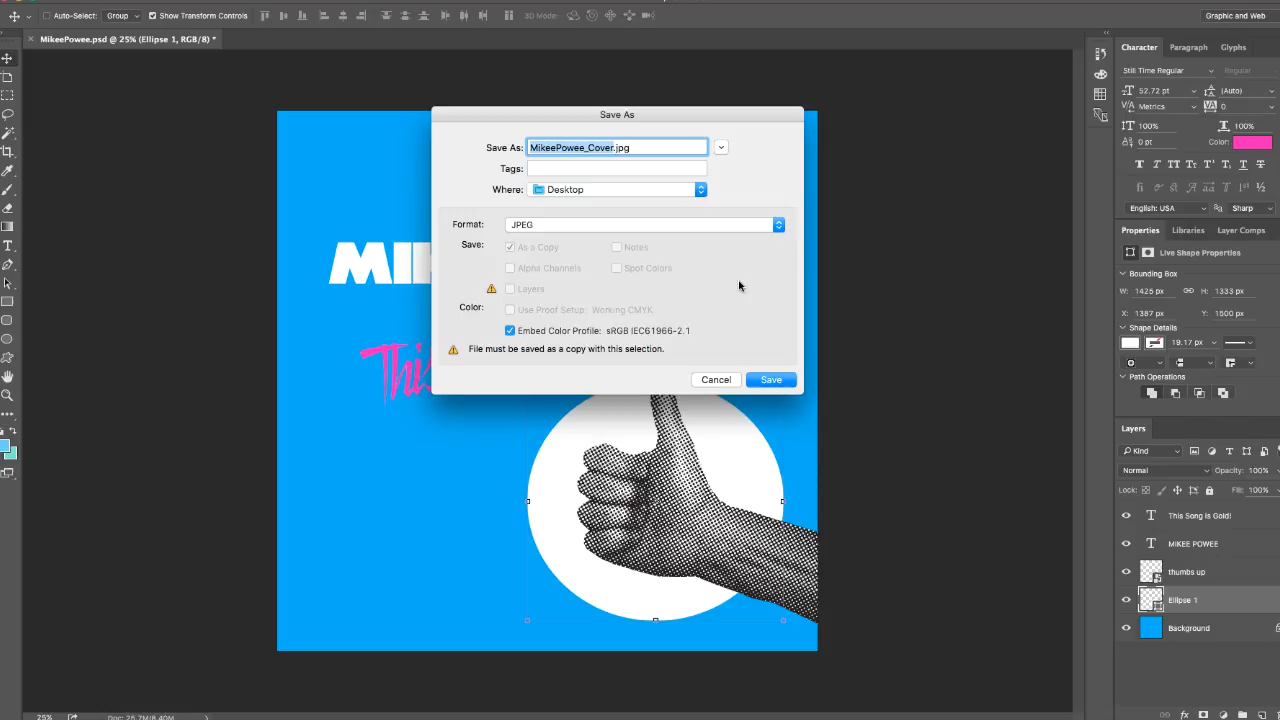 Auto-Select: Group Show Transform Controls 3D Mode: Graphic and Web
MikeePowee.psd @ 25% (Ellipse 1, RGB/8) *
Save As
Save As: MikeePowee_Cover.jpg
Tags:
Where: Desktop
Format: JPEG
Save: As a Copy Notes
Alpha Channels Spot Colors
Layers
Color: Use Proof Setup: Working CMYK
Embed Color Profile: sRGB IEC61966-2.1
File must be saved as a copy with this selection.
Cancel Save
MI
This
Character Paragraph Glyphs
Still Time Regular Regular
52.72 pt (Auto)
Metrics 0
100% 100%
0 pt Color:
English: USA Sharp
Properties Libraries Layer Comps
Live Shape Properties
Bounding Box
W: 1425 px H: 1333 px
X: 1387 px Y: 1500 px
Shape Details
19.17 pt
Path Operations
Layers
Kind
Normal Opacity: 100%
Lock: Fill: 100%
This Song Is Gold!
MIKEE POWEE
thumbs up
Ellipse 1
Background
25% Doc: 25.7M/8.40M